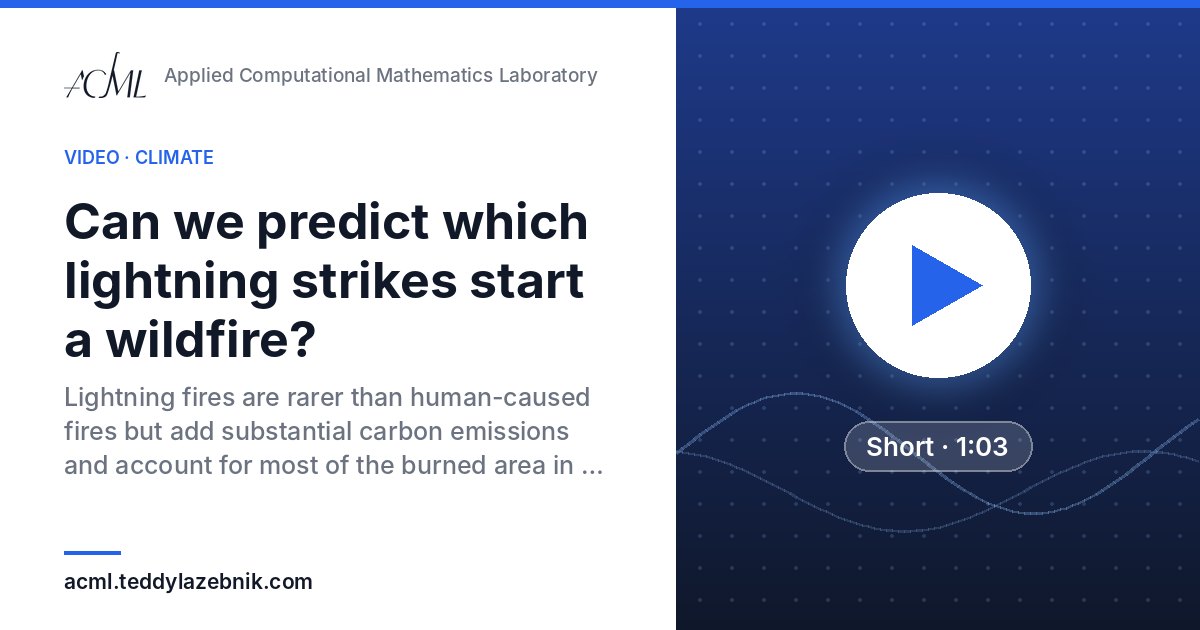 ACML
Applied Computational Mathematics Laboratory
VIDEO · CLIMATE
Can we predict which
lightning strikes start
a wildfire?
Lightning fires are rarer than human-caused
fires but add substantial carbon emissions
and account for most of the burned area in ...
Short · 1:03
acml.teddylazebnik.com